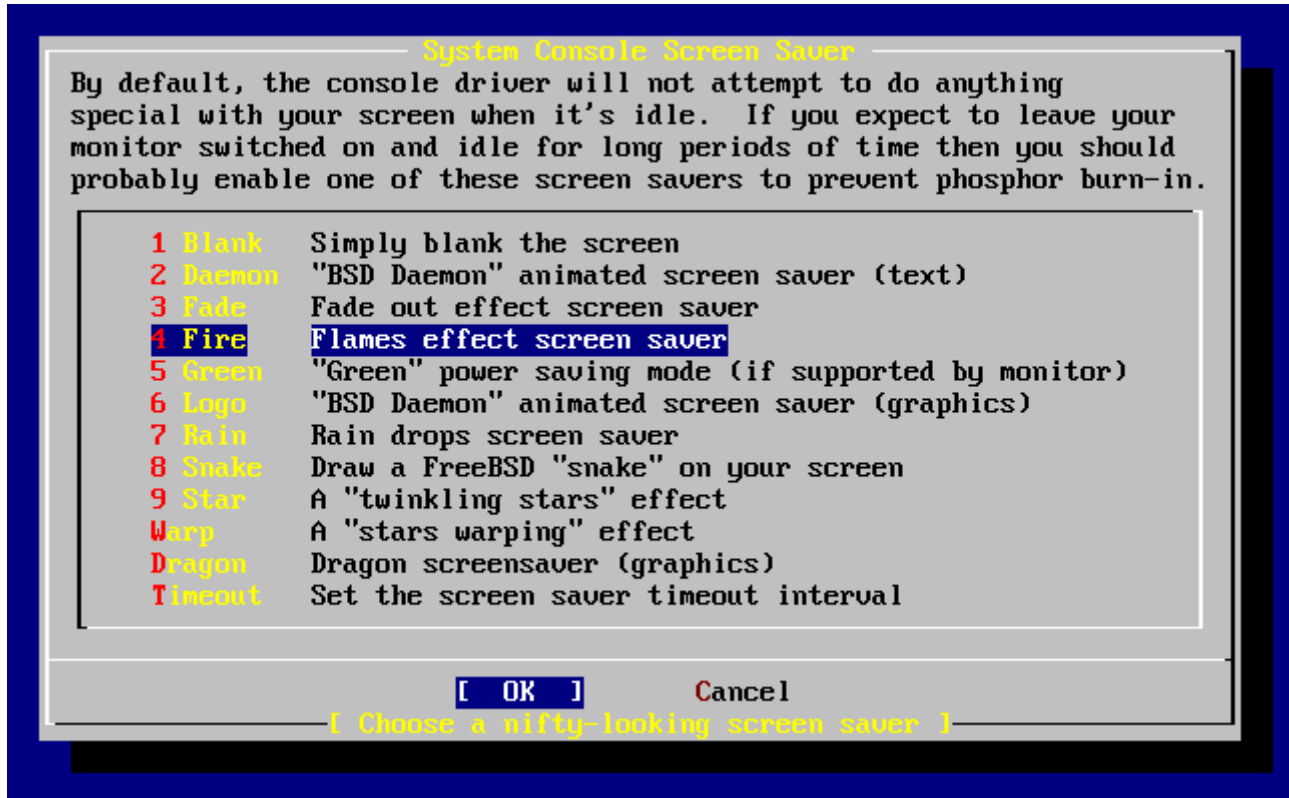 System Console Screen Saver
By default, the console driver will not attempt to do anything
special with your screen when it's idle.  If you expect to leave your
monitor switched on and idle for long periods of time then you should
probably enable one of these screen savers to prevent phosphor burn-in.
1 Blank   Simply blank the screen
2 Daemon  "BSD Daemon" animated screen saver (text)
3 Fade    Fade out effect screen saver
4 Fire    Flames effect screen saver
5 Green   "Green" power saving mode (if supported by monitor)
6 Logo    "BSD Daemon" animated screen saver (graphics)
7 Rain    Rain drops screen saver
8 Snake   Draw a FreeBSD "snake" on your screen
9 Star    A "twinkling stars" effect
Warp      A "stars warping" effect
Dragon    Dragon screensaver (graphics)
Timeout   Set the screen saver timeout interval
[  OK  ]       Cancel
[ Choose a nifty-looking screen saver ]